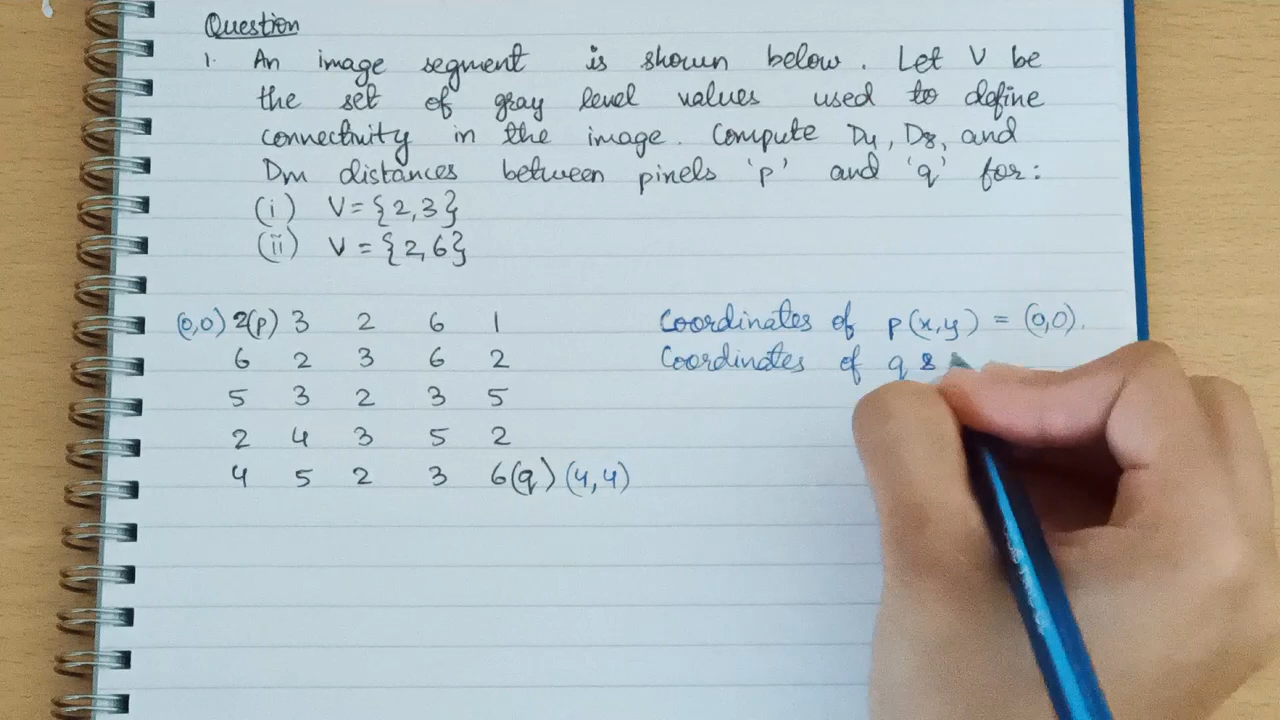 Question
1. An image segment is shown below. Let V be
the set of gray level values used to define
connectivity in the image. Compute D4, D8, and
Dm distances between pixels 'p' and 'q' for:
(i) V = {2,3}
(ii) V = {2,6}
(0,0) 2(p) 3 2 6 1
6 2 3 6 2
5 3 2 3 5
2 4 3 5 2
4 5 2 3 6(q) (4,4)
Coordinates of p(x,y) = (0,0).
Coordinates of q